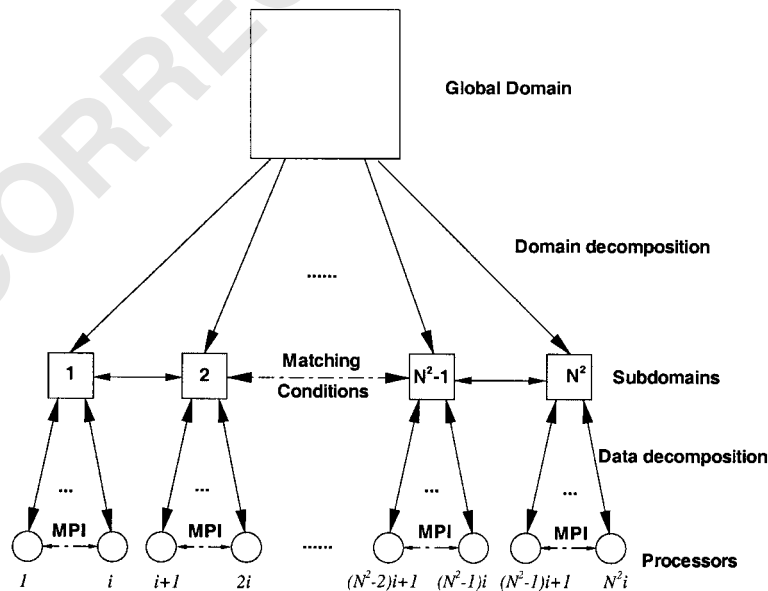 CORREC
Global Domain
Domain decomposition
......
Matching
Conditions
1
2
N²-1
N²
Subdomains
Data decomposition
... ... ... ...
MPI MPI ...... MPI MPI
Processors
1 i i+1 2i (N²-2)i+1 (N²-1)i (N²-1)i+1 N²i